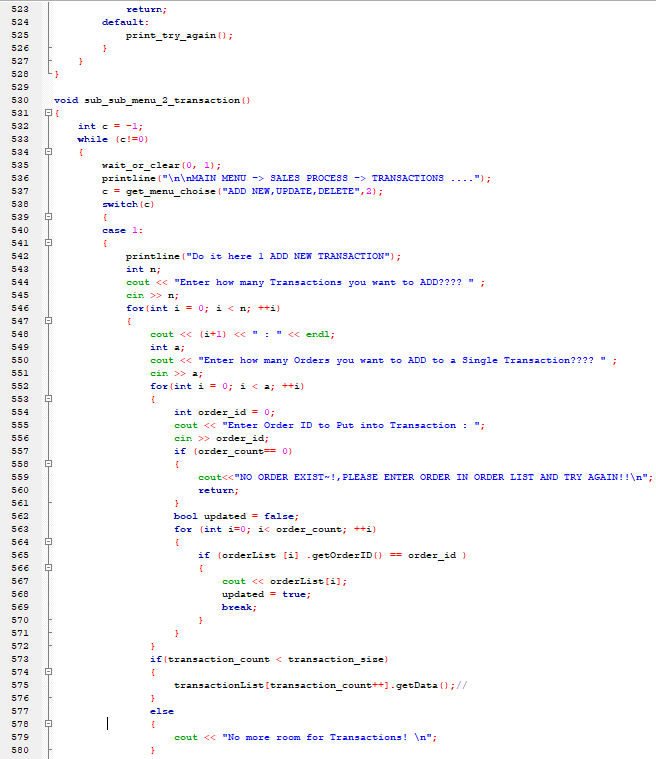 523 return;
524 default:
525 print_try_again();
526 }
527 }
528 }
529
530 void sub_sub_menu_2_transaction()
531 {
532 int c = -1;
533 while (c!=0)
534 {
535 wait_or_clear(0, 1);
536 printline("\n\nMAIN MENU -> SALES PROCESS -> TRANSACTIONS ....");
537 c = get_menu_choise("ADD NEW,UPDATE,DELETE",2);
538 switch(c)
539 {
540 case 1:
541 {
542 printline("Do it here 1 ADD NEW TRANSACTION");
543 int n;
544 cout << "Enter how many Transactions you want to ADD???? " ;
545 cin >> n;
546 for(int i = 0; i < n; ++i)
547 {
548 cout << (i+1) << " : " << endl;
549 int a;
550 cout << "Enter how many Orders you want to ADD to a Single Transaction???? " ;
551 cin >> a;
552 for(int i = 0; i < a; ++i)
553 {
554 int order_id = 0;
555 cout << "Enter Order ID to Put into Transaction : ";
556 cin >> order_id;
557 if (order_count== 0)
558 {
559 cout<<"NO ORDER EXIST~!,PLEASE ENTER ORDER IN ORDER LIST AND TRY AGAIN!!\n";
560 return;
561 }
562 bool updated = false;
563 for (int i=0; i< order_count; ++i)
564 {
565 if (orderList [i] .getOrderID() == order_id )
566 {
567 cout << orderList[i];
568 updated = true;
569 break;
570 }
571 }
572 }
573 if(transaction_count < transaction_size)
574 {
575 transactionList[transaction_count++].getData();//
576 }
577 else
578 {
579 cout << "No more room for Transactions! \n";
580 }